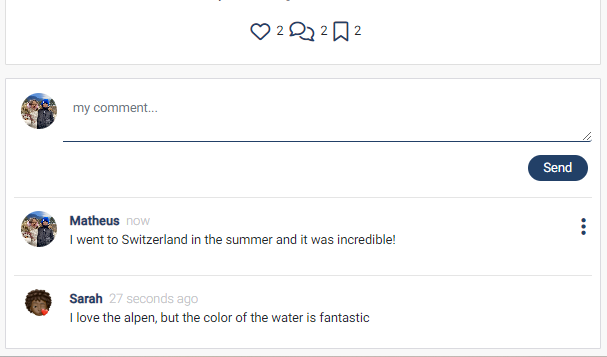 2 2 2
my comment...
Send
Matheus now
I went to Switzerland in the summer and it was incredible!
Sarah 27 seconds ago
I love the alpen, but the color of the water is fantastic